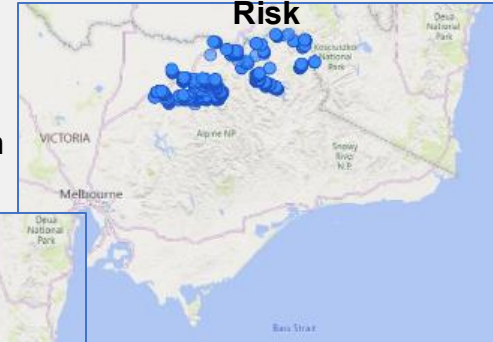 Risk
Deua
National
Park
Kosciuszko
National
Park
VICTORIA
Alpine NP
Snowy
River
N.P.
Melbourne
Deua
National
Park
Bass Strait